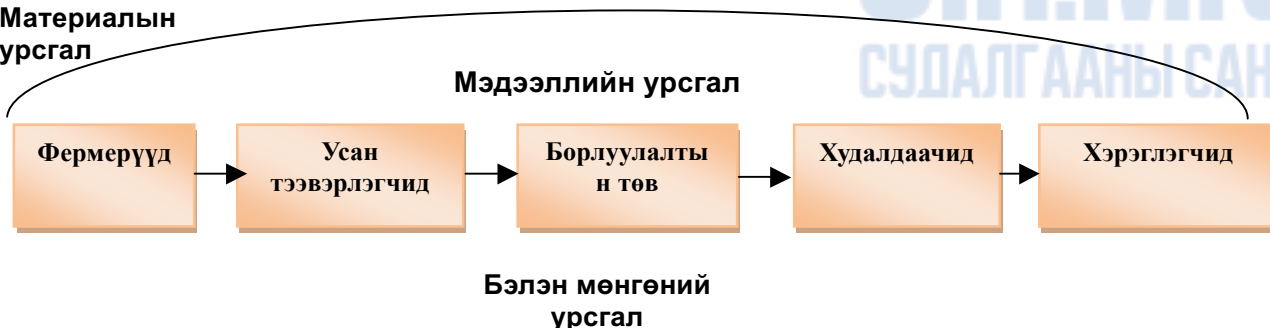 Материалын
урсгал
СУДАЛГААНЫ САН
Мэдээллийн урсгал
Фермерүүд
Усан
тээвэрлэгчид
Борлуулалты
н төв
Худалдаачид
Хэрэглэгчид
Бэлэн мөнгөний
урсгал